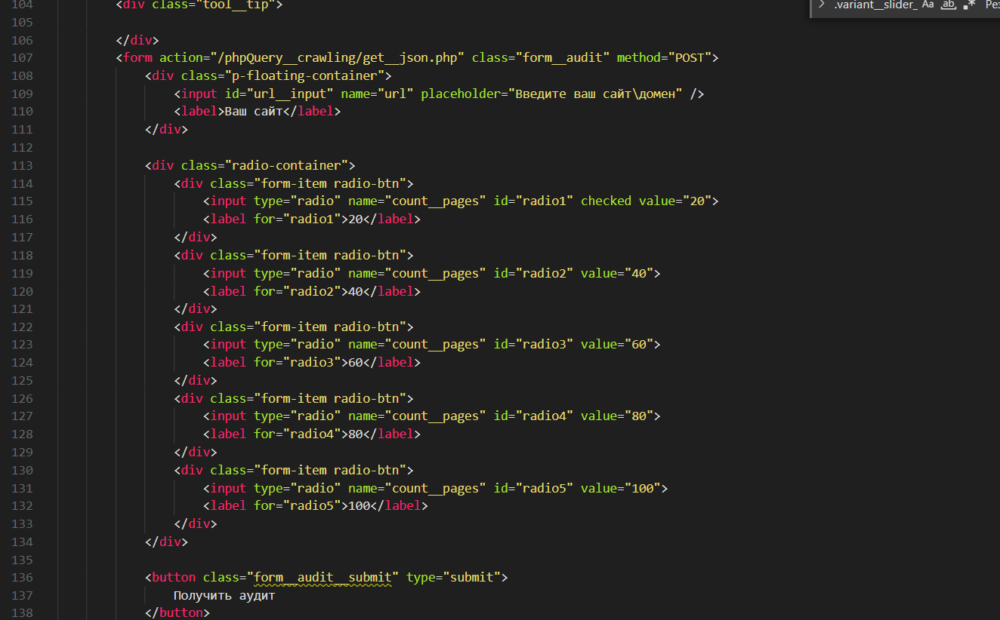 .variant__slider_ Aa ab .* Рез
104 <div class="tool__tip">
105
106 </div>
107 <form action="/phpQuery__crawling/get__json.php" class="form__audit" method="POST">
108 <div class="p-floating-container">
109 <input id="url__input" name="url" placeholder="Введите ваш сайт\домен" />
110 <label>Ваш сайт</label>
111 </div>
112
113 <div class="radio-container">
114 <div class="form-item radio-btn">
115 <input type="radio" name="count__pages" id="radio1" checked value="20">
116 <label for="radio1">20</label>
117 </div>
118 <div class="form-item radio-btn">
119 <input type="radio" name="count__pages" id="radio2" value="40">
120 <label for="radio2">40</label>
121 </div>
122 <div class="form-item radio-btn">
123 <input type="radio" name="count__pages" id="radio3" value="60">
124 <label for="radio3">60</label>
125 </div>
126 <div class="form-item radio-btn">
127 <input type="radio" name="count__pages" id="radio4" value="80">
128 <label for="radio4">80</label>
129 </div>
130 <div class="form-item radio-btn">
131 <input type="radio" name="count__pages" id="radio5" value="100">
132 <label for="radio5">100</label>
133 </div>
134 </div>
135
136 <button class="form__audit__submit" type="submit">
137 Получить аудит
138 </button>